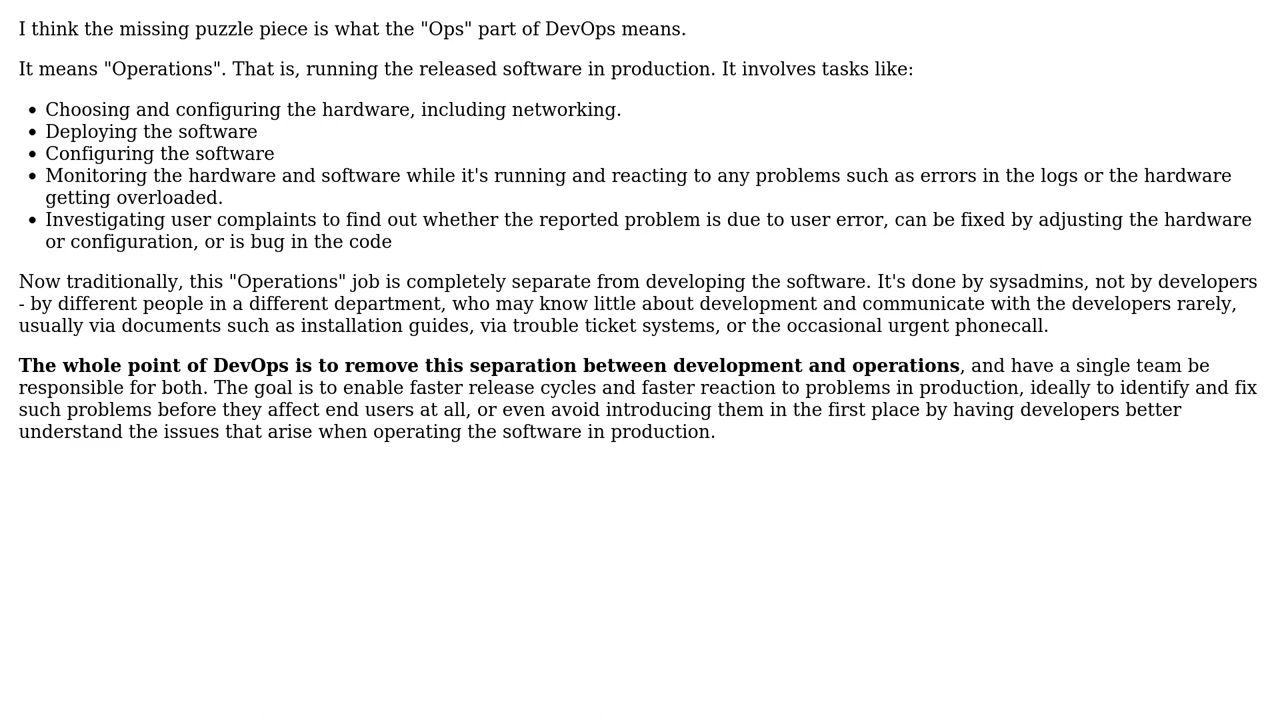 I think the missing puzzle piece is what the "Ops" part of DevOps means.
It means "Operations". That is, running the released software in production. It involves tasks like:
• Choosing and configuring the hardware, including networking.
• Deploying the software
• Configuring the software
• Monitoring the hardware and software while it's running and reacting to any problems such as errors in the logs or the hardware
getting overloaded.
• Investigating user complaints to find out whether the reported problem is due to user error, can be fixed by adjusting the hardware
or configuration, or is bug in the code
Now traditionally, this "Operations" job is completely separate from developing the software. It's done by sysadmins, not by developers
- by different people in a different department, who may know little about development and communicate with the developers rarely,
usually via documents such as installation guides, via trouble ticket systems, or the occasional urgent phonecall.
The whole point of DevOps is to remove this separation between development and operations, and have a single team be
responsible for both. The goal is to enable faster release cycles and faster reaction to problems in production, ideally to identify and fix
such problems before they affect end users at all, or even avoid introducing them in the first place by having developers better
understand the issues that arise when operating the software in production.